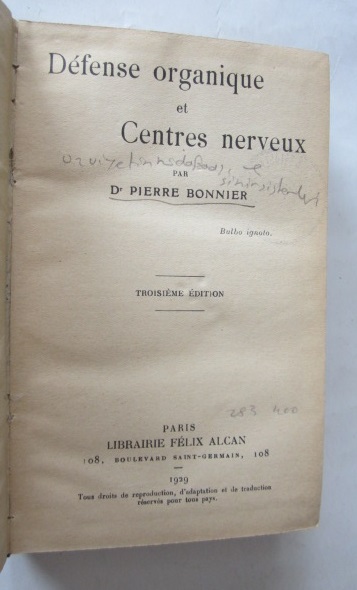 Défense organique
et
Centres nerveux
PAR
Dr PIERRE BONNIER
Bulbo ignoto.
TROISIÈME ÉDITION
283 400
PARIS
LIBRAIRIE FÉLIX ALCAN
108, BOULEVARD SAINT-GERMAIN, 108
1929
Tous droits de reproduction, d'adaptation et de traduction
réservés pour tous pays.